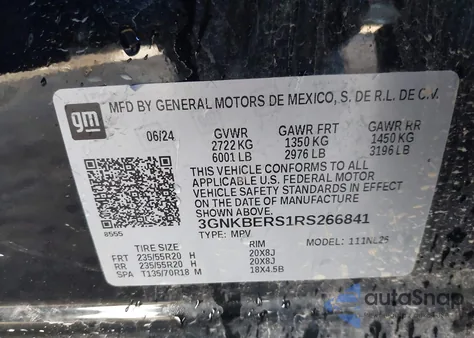 gm
MFD BY GENERAL MOTORS DE MEXICO, S. DE R.L. DE C.V.
06/24 GVWR GAWR FRT GAWR RR
2722 KG 1350 KG 1450 KG
6001 LB 2976 LB 3196 LB
THIS VEHICLE CONFORMS TO ALL
APPLICABLE U.S. FEDERAL MOTOR
VEHICLE SAFETY STANDARDS IN EFFECT
ON THE DATE OF MANUFACTURE
SHOWN ABOVE.
3GNKBERS1RS266841
8555 TYPE: MPV MODEL: 111NL26
TIRE SIZE RIM
FRT 235/55R20 H 20X8J
RR 235/55R20 H 20X8J
SPA T135/70R18 M 18X4.5B
autoSnap